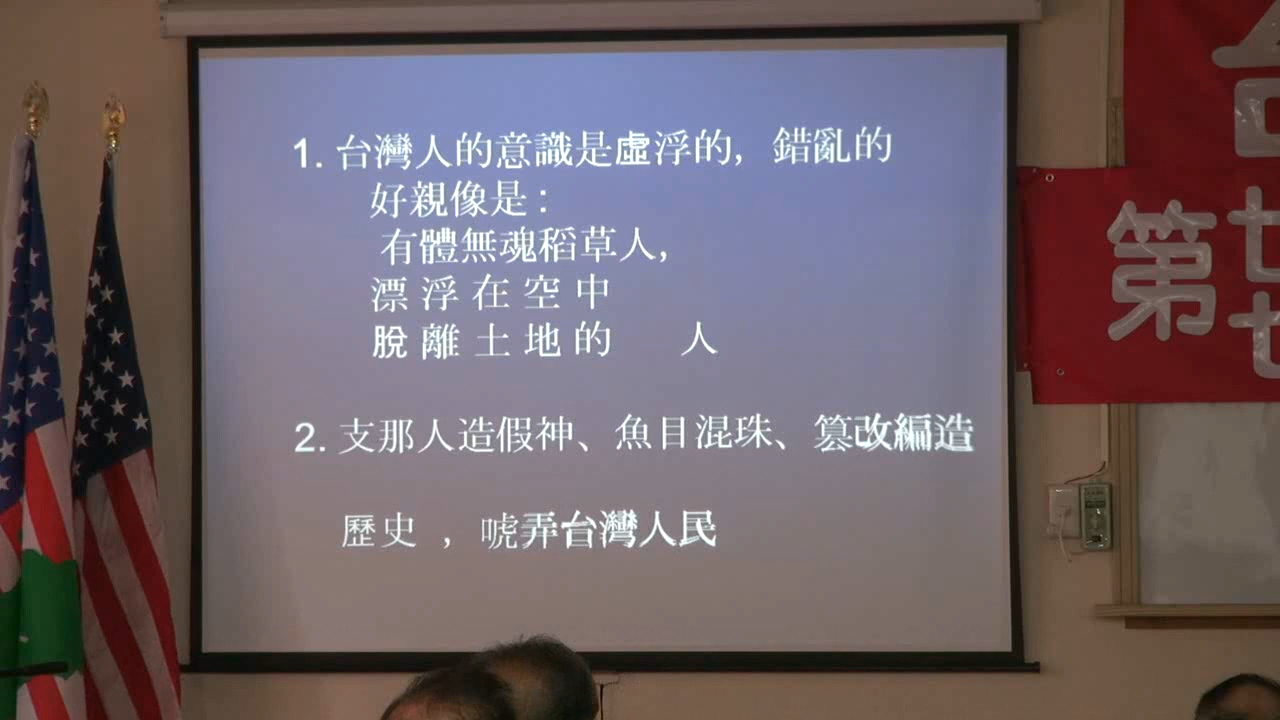 1. 台灣人的意識是虛浮的, 錯亂的
好親像是:
有體無魂稻草人,
漂浮在空中
脫離土地的 人
2. 支那人造假神、魚目混珠、篡改編造
歷史 , 唬弄台灣人民
第